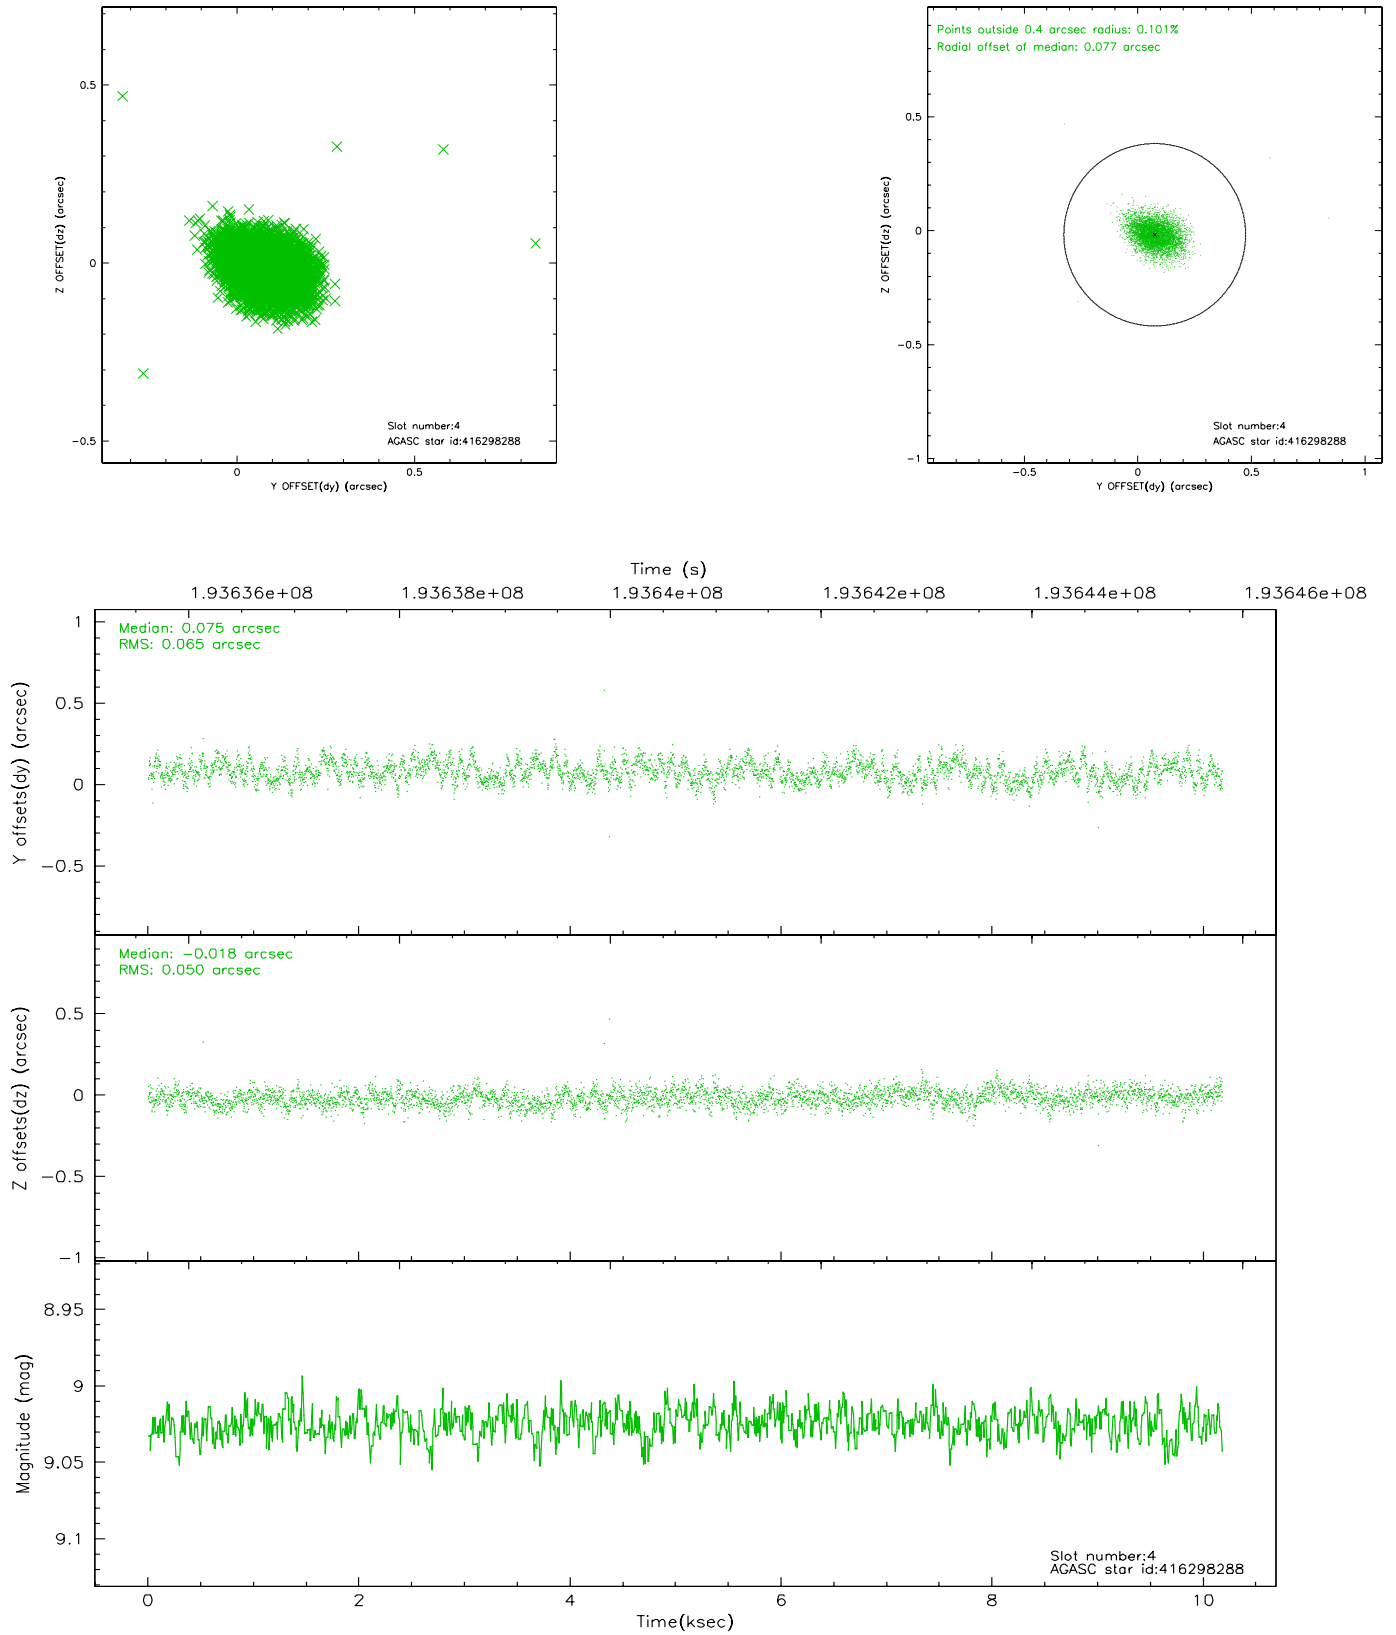 0.5
0
−0.5
Z OFFSET(dz) (arcsec)
0
0.5
Y OFFSET(dy) (arcsec)
Slot number:4
AGASC star id:416298288
Points outside 0.4 arcsec radius: 0.101%
Radial offset of median: 0.077 arcsec
0.5
0
−0.5
−1
Z OFFSET(dz) (arcsec)
−0.5
0
0.5
1
Y OFFSET(dy) (arcsec)
Slot number:4
AGASC star id:416298288
Time (s)
1.93636e+08 1.93638e+08 1.9364e+08 1.93642e+08 1.93644e+08 1.93646e+08
Median: 0.075 arcsec
RMS: 0.065 arcsec
1
0.5
0
−0.5
Y offsets(dy) (arcsec)
Median: −0.018 arcsec
RMS: 0.050 arcsec
0.5
0
−0.5
−1
Z offsets(dz) (arcsec)
8.95
9
9.05
9.1
Magnitude (mag)
Slot number:4
AGASC star id:416298288
0 2 4 6 8 10
Time(ksec)